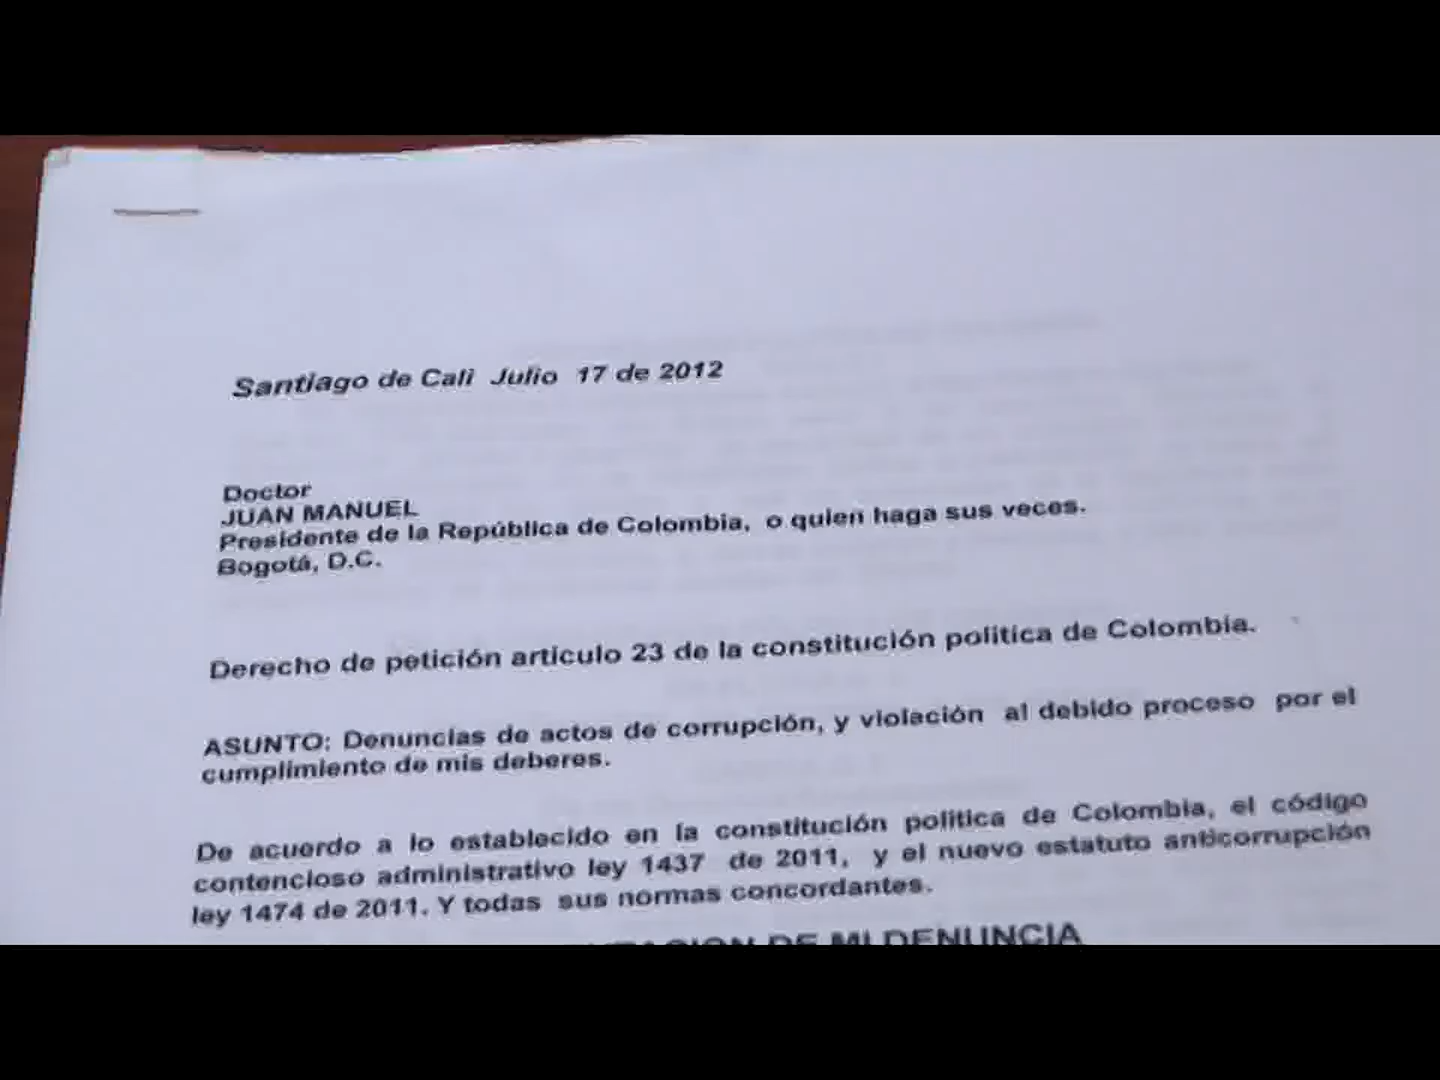 Santiago de Cali Julio 17 de 2012
Doctor
JUAN MANUEL
Presidente de la República de Colombia, o quien haga sus veces.
Bogotá, D.C.
Derecho de petición articulo 23 de la constitución politica de Colombia.
ASUNTO: Denuncias de actos de corrupción, y violación al debido proceso por el
cumplimiento de mis deberes.
De acuerdo a lo establecido en la constitución politica de Colombia, el código
contencioso administrativo ley 1437 de 2011, y el nuevo estatuto anticorrupción
ley 1474 de 2011. Y todas sus normas concordantes.
DE MI DENUNCIA